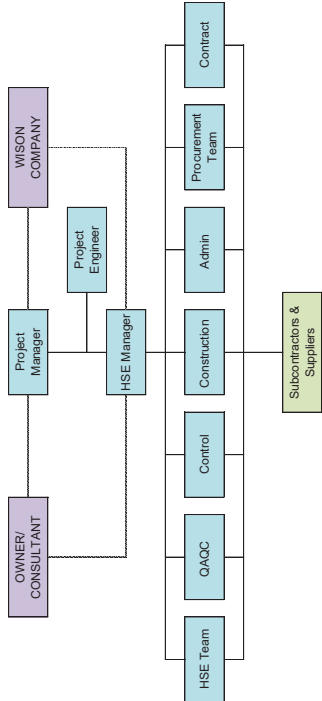 OWNER/
CONSULTANT
Project
Manager
WISON
COMPANY
Project
Engineer
HSE Manager
HSE Team
QAQC
Control
Construction
Admin
Procurement
Team
Contract
Subcontractors &
Suppliers